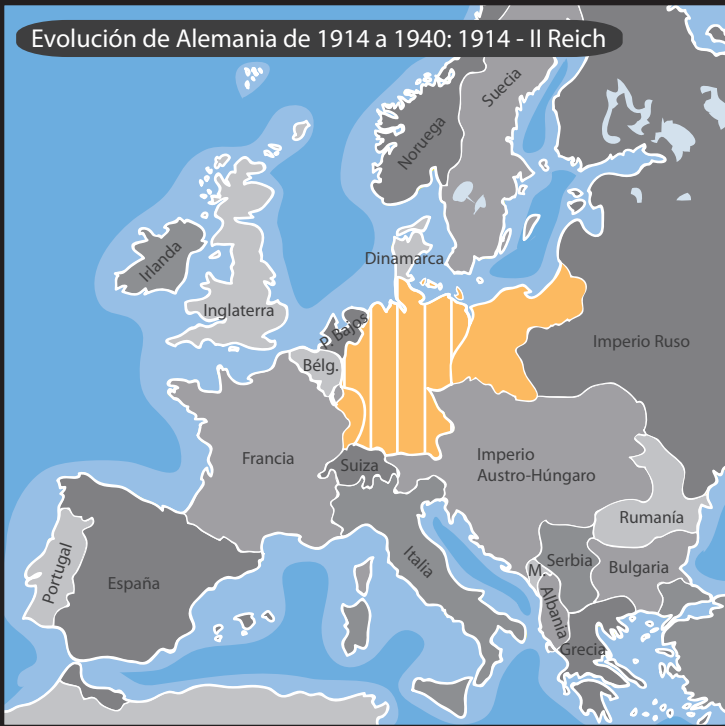 Evolución de Alemania de 1914 a 1940: 1914 - II Reich
Suecia
Noruega
Dinamarca
Irlanda
Inglaterra
P. Bajos
Bélg.
Imperio Ruso
Francia
Suiza
Imperio
Austro-Húngaro
Rumanía
Italia
Serbia
M.
Bulgaria
Portugal
España
Albania
Grecia